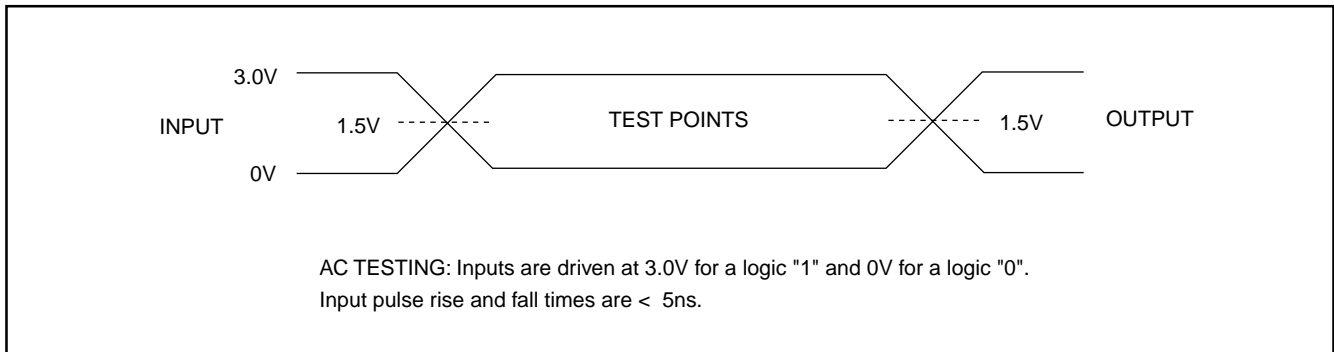 3.0V
INPUT 1.5V TEST POINTS 1.5V OUTPUT
0V
AC TESTING: Inputs are driven at 3.0V for a logic "1" and 0V for a logic "0".
Input pulse rise and fall times are < 5ns.